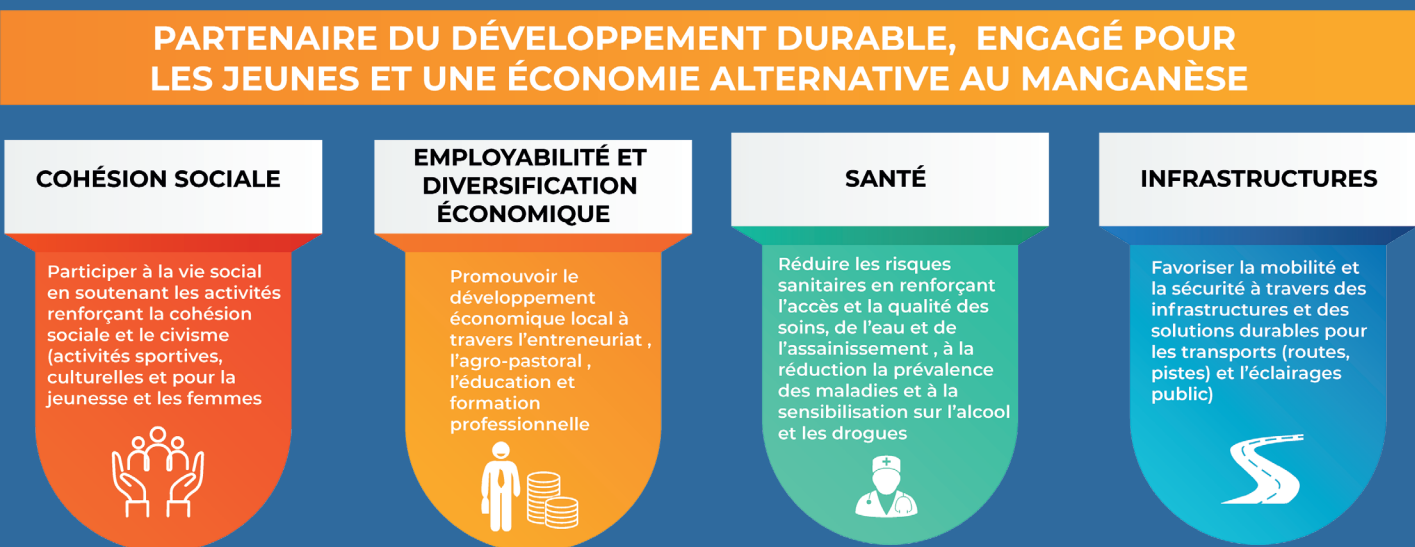 PARTENAIRE DU DÉVELOPPEMENT DURABLE, ENGAGÉ POUR
LES JEUNES ET UNE ÉCONOMIE ALTERNATIVE AU MANGANÈSE
COHÉSION SOCIALE
Participer à la vie social
en soutenant les activités
renforçant la cohésion
sociale et le civisme
(activités sportives,
culturelles et pour la
jeunesse et les femmes
EMPLOYABILITÉ ET
DIVERSIFICATION
ÉCONOMIQUE
Promouvoir le
développement
économique local à
travers l'entreneuriat ,
l'agro-pastoral ,
l'éducation et
formation
professionnelle
SANTÉ
Réduire les risques
sanitaires en renforçant
l'accès et la qualité des
soins, de l'eau et de
l'assainissement , à la
réduction la prévalence
des maladies et à la
sensibilisation sur l'alcool
et les drogues
INFRASTRUCTURES
Favoriser la mobilité et
la sécurité à travers des
infrastructures et des
solutions durables pour
les transports (routes,
pistes) et l'éclairages
public)